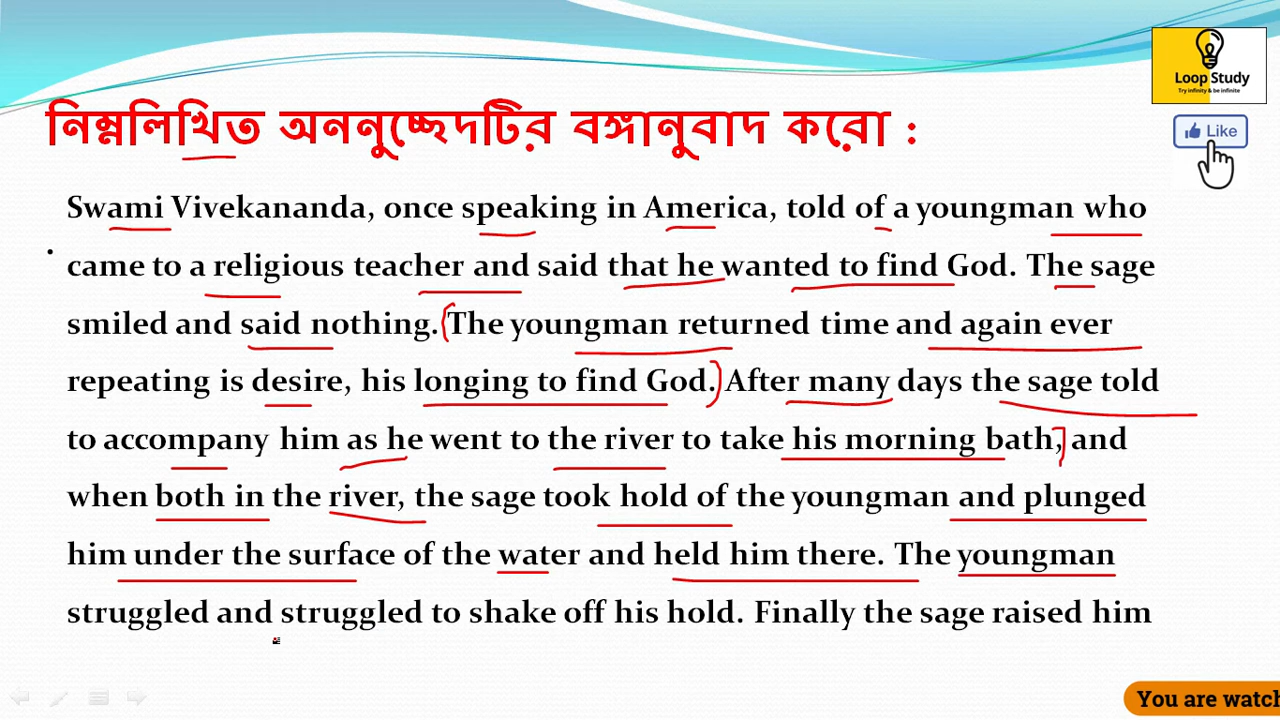 Loop Study
Try infinity & be infinite
Like
নিম্নলিখিত অননুচ্ছেদটির বঙ্গানুবাদ করো :
Swami Vivekananda, once speaking in America, told of a youngman who
came to a religious teacher and said that he wanted to find God. The sage
smiled and said nothing. The youngman returned time and again ever
repeating is desire, his longing to find God. After many days the sage told
to accompany him as he went to the river to take his morning bath, and
when both in the river, the sage took hold of the youngman and plunged
him under the surface of the water and held him there. The youngman
struggled and struggled to shake off his hold. Finally the sage raised him
You are watch